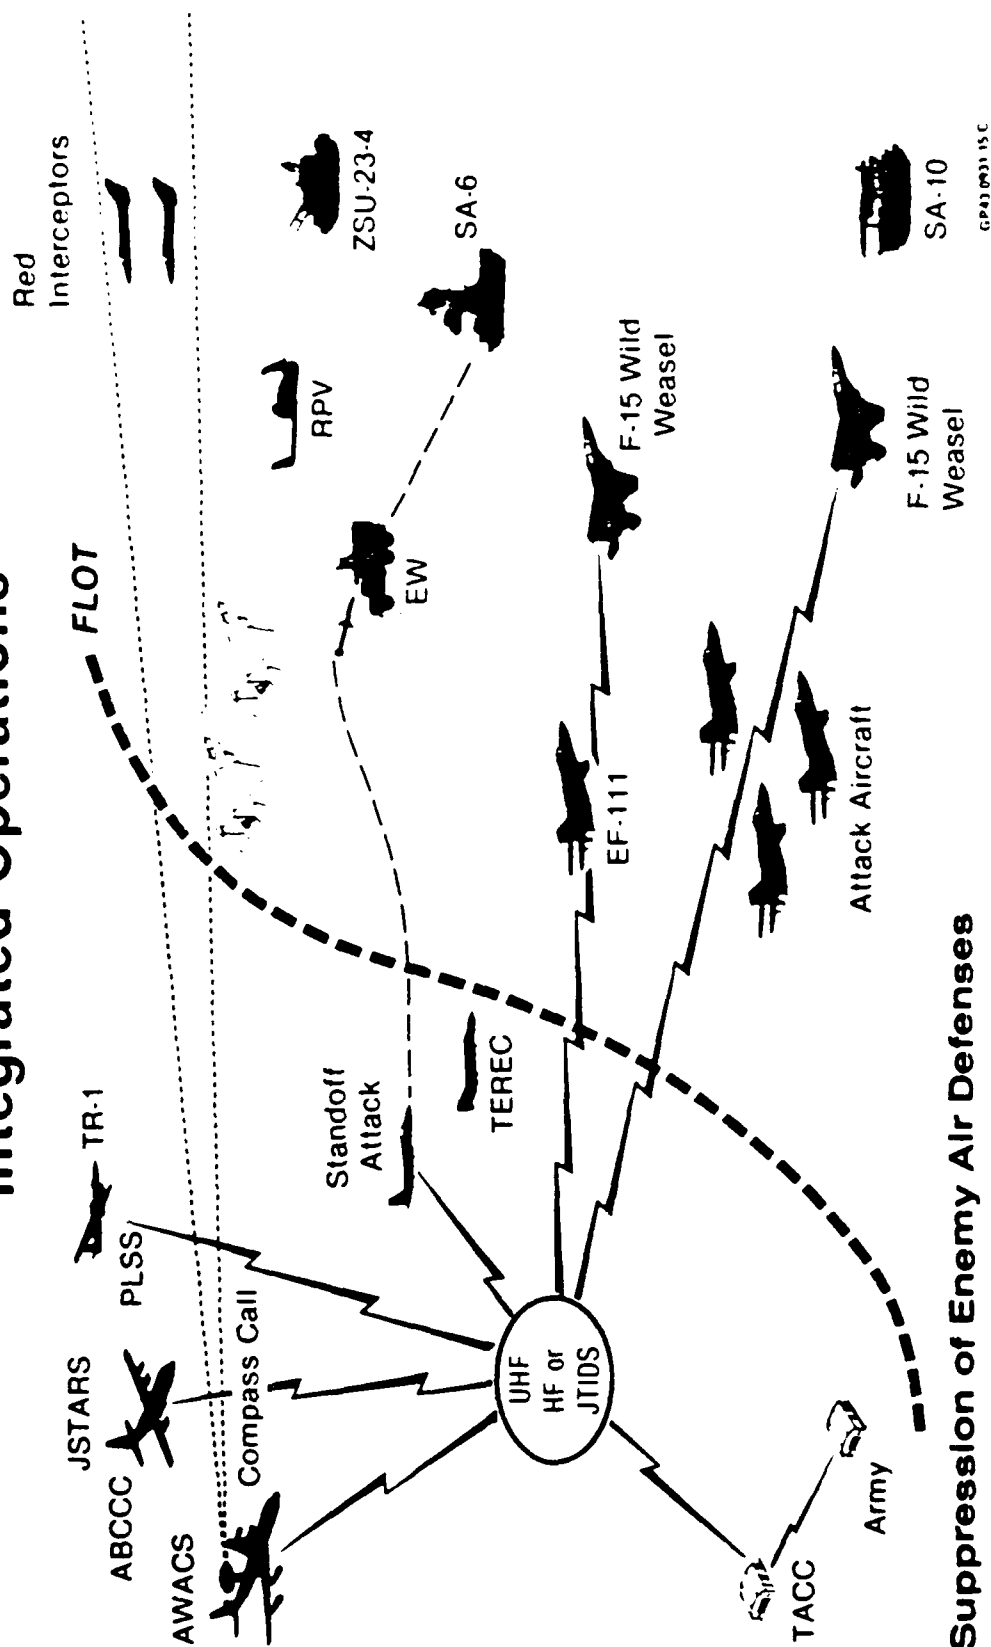 Integrated Operations
Red
Interceptors
FLOT
TR-1
PLSS
JSTARS
ABCCC
AWACS
Compass Call
RPV
ZSU-23-4
SA-6
EW
Standoff
Attack
TEREC
UHF
HF or
JTIDS
EF-111
F-15 Wild
Weasel
F-15 Wild
Weasel
SA-10
Attack Aircraft
TACC
Army
Suppression of Enemy Air Defenses